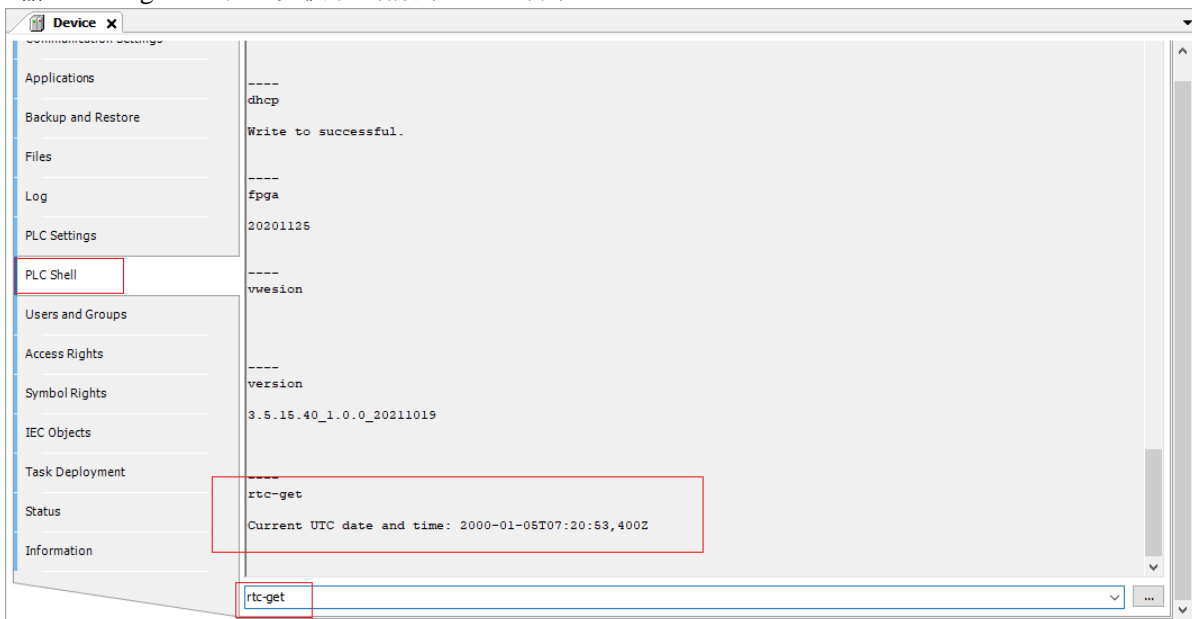 Device
Applications
Backup and Restore
Files
Log
PLC Settings
PLC Shell
Users and Groups
Access Rights
Symbol Rights
IEC Objects
Task Deployment
Status
Information
----
dhcp
Write to successful.
----
fpga
20201125
----
vwesion
----
version
3.5.15.40_1.0.0_20211019
----
rtc-get
Current UTC date and time: 2000-01-05T07:20:53,400Z
rtc-get
...